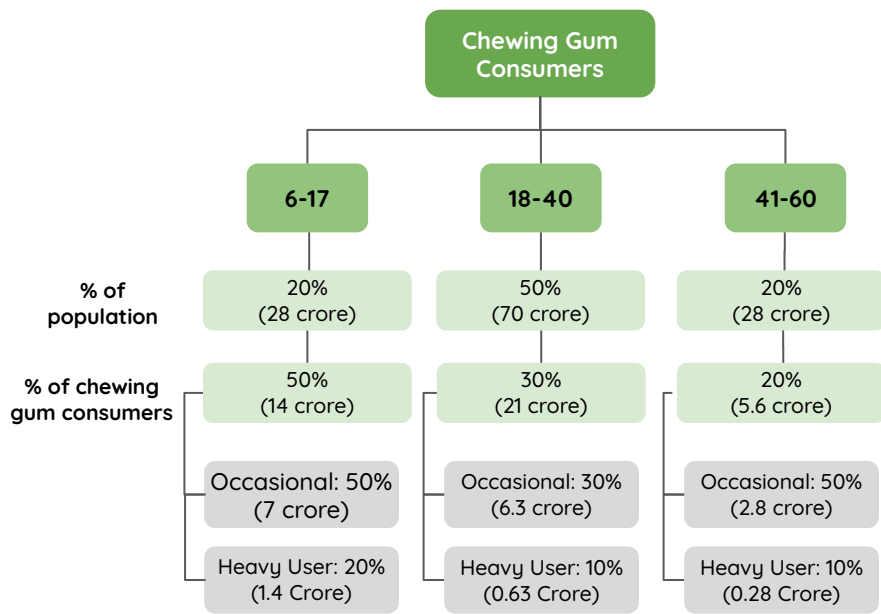 Chewing Gum
Consumers
6-17
18-40
41-60
% of
population
20%
(28 crore)
50%
(70 crore)
20%
(28 crore)
% of chewing
gum consumers
50%
(14 crore)
30%
(21 crore)
20%
(5.6 crore)
Occasional: 50%
(7 crore)
Occasional: 30%
(6.3 crore)
Occasional: 50%
(2.8 crore)
Heavy User: 20%
(1.4 Crore)
Heavy User: 10%
(0.63 Crore)
Heavy User: 10%
(0.28 Crore)